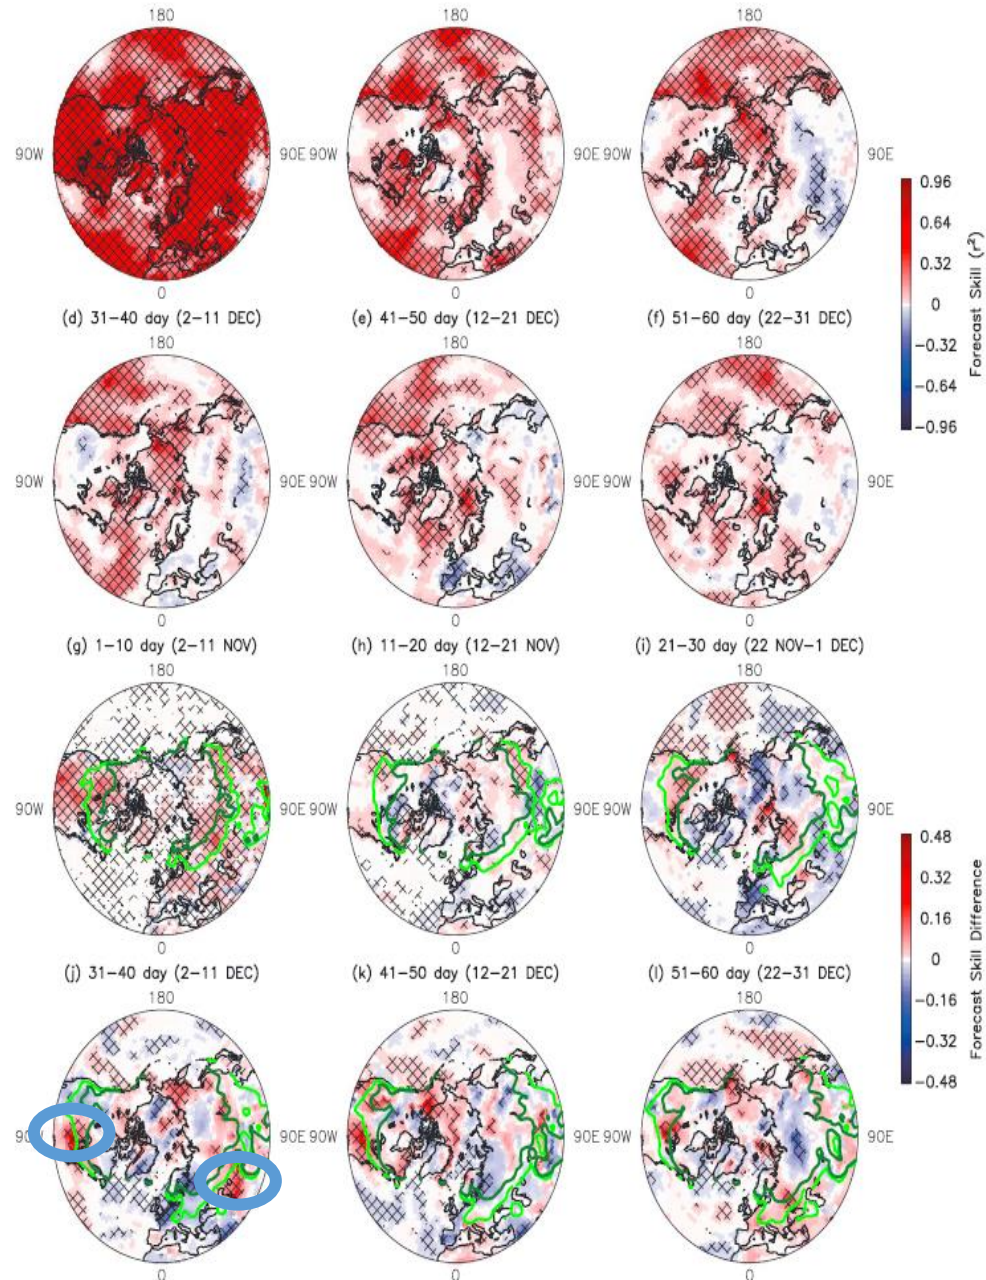 180 180 180
90W 90E 90W 90E 90W 90E
0.96
0.64
0.32
0
−0.32
−0.64
−0.96
Forecast Skill (r²)
0 0 0
(d) 31−40 day (2−11 DEC) (e) 41−50 day (12−21 DEC) (f) 51−60 day (22−31 DEC)
180 180 180
90W 90E 90W 90E 90W 90E
0 0 0
(g) 1−10 day (2−11 NOV) (h) 11−20 day (12−21 NOV) (i) 21−30 day (22 NOV−1 DEC)
180 180 180
90W 90E 90W 90E 90W 90E
0.48
0.32
0.16
0
−0.16
−0.32
−0.48
Forecast Skill Difference
0 0 0
(j) 31−40 day (2−11 DEC) (k) 41−50 day (12−21 DEC) (l) 51−60 day (22−31 DEC)
180 180 180
90E 90W 90E 90W 90E
0 0 0